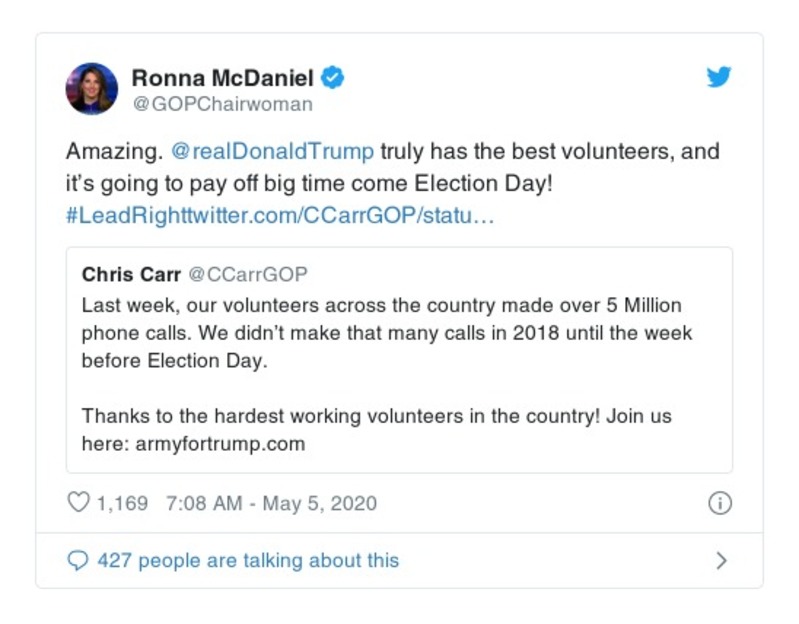 Ronna McDaniel
@GOPChairwoman
Amazing. @realDonaldTrump truly has the best volunteers, and
it's going to pay off big time come Election Day!
#LeadRighttwitter.com/CCarrGOP/statu…
Chris Carr @CCarrGOP
Last week, our volunteers across the country made over 5 Million
phone calls. We didn't make that many calls in 2018 until the week
before Election Day.
Thanks to the hardest working volunteers in the country! Join us
here: armyfortrump.com
1,169 7:08 AM - May 5, 2020
427 people are talking about this